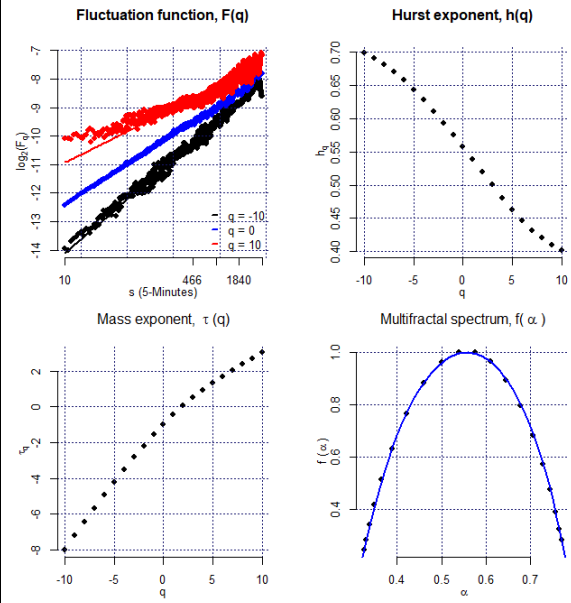 Fluctuation function, F(q)
log2(Fq)
-7
-8
-9
-10
-11
-12
-13
-14
q = -10
q = 0
q = 10
10 466 1840
s (5-Minutes)
Hurst exponent, h(q)
hq
0.70
0.65
0.60
0.55
0.50
0.45
0.40
-10 -5 0 5 10
q
Mass exponent, τ (q)
τq
2
0
-2
-4
-6
-8
-10 -5 0 5 10
q
Multifractal spectrum, f( α )
f ( α )
1.0
0.8
0.6
0.4
0.4 0.5 0.6 0.7
α